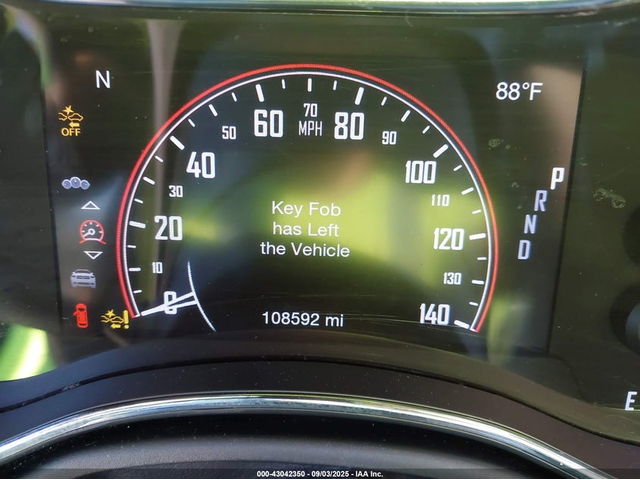 N
88°F
OFF
0
10
20
30
40
50
60
70
MPH
80
90
100
110
120
130
140
P
R
N
D
Key Fob
has Left
the Vehicle
108592 mi
E
000-43042350 - 09/03/2025 - IAA Inc.